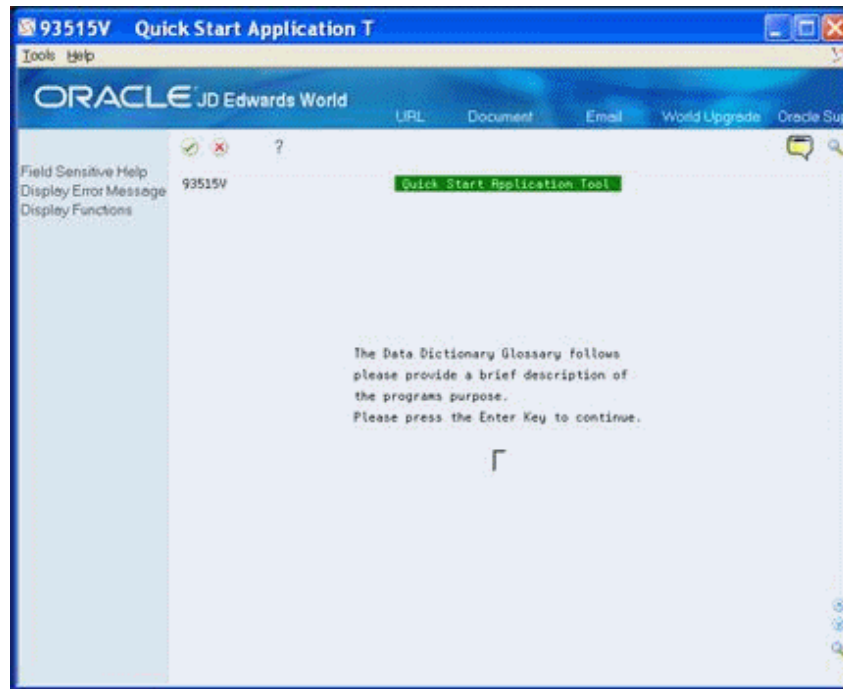 93515V Quick Start Application T
Tools Help
ORACLE JD Edwards World
URL Document Email World Upgrade Oracle Sup
?
Field Sensitive Help
Display Error Message
Display Functions
93515V Quick Start Application Tool
The Data Dictionary Glossary follows
please provide a brief description of
the programs purpose.
Please press the Enter Key to continue.